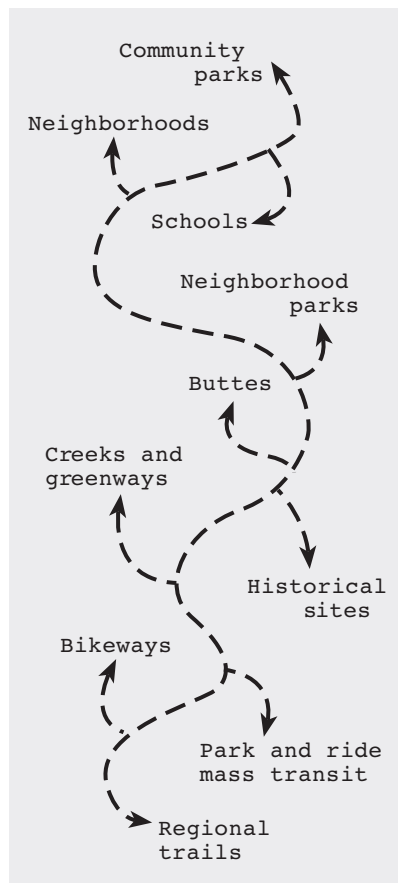 Community
parks
Neighborhoods
Schools
Neighborhood
parks
Buttes
Creeks and
greenways
Historical
sites
Bikeways
Park and ride
mass transit
Regional
trails